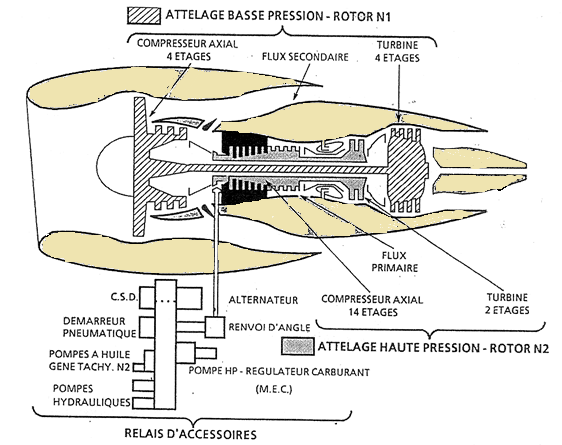 ATTELAGE BASSE PRESSION - ROTOR N1
COMPRESSEUR AXIAL
4 ETAGES
FLUX SECONDAIRE
TURBINE
4 ETAGES
FLUX
PRIMAIRE
COMPRESSEUR AXIAL
14 ETAGES
TURBINE
2 ETAGES
ATTELAGE HAUTE PRESSION - ROTOR N2
C.S.D.
ALTERNATEUR
DEMARREUR
PNEUMATIQUE
RENVOI D'ANGLE
POMPES A HUILE
GENE TACHY. N2
POMPE HP - REGULATEUR CARBURANT
(M.E.C.)
POMPES
HYDRAULIQUES
RELAIS D'ACCESSOIRES